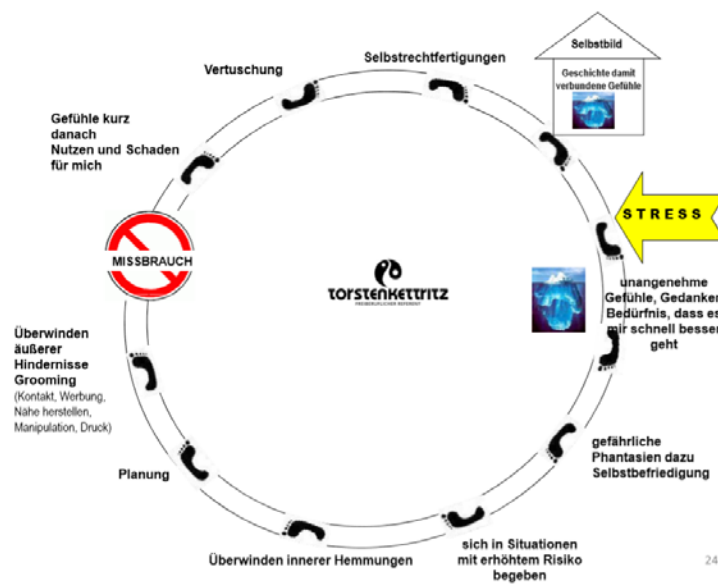 Selbstbild
Geschichte damit
verbundene Gefühle
Selbstrechtfertigungen
Vertuschung
Gefühle kurz
danach
Nutzen und Schaden
für mich
STRESS
MISSBRAUCH
TORSTENKETTRITZ
unangenehme
Gefühle, Gedanken
Bedürfnis, dass es
mir schnell besser
geht
Überwinden
äußerer
Hindernisse
Grooming
(Kontakt, Werbung,
Nähe herstellen,
Manipulation, Druck)
gefährliche
Phantasien dazu
Selbstbefriedigung
Planung
Überwinden innerer Hemmungen
sich in Situationen
mit erhöhtem Risiko
begeben
24